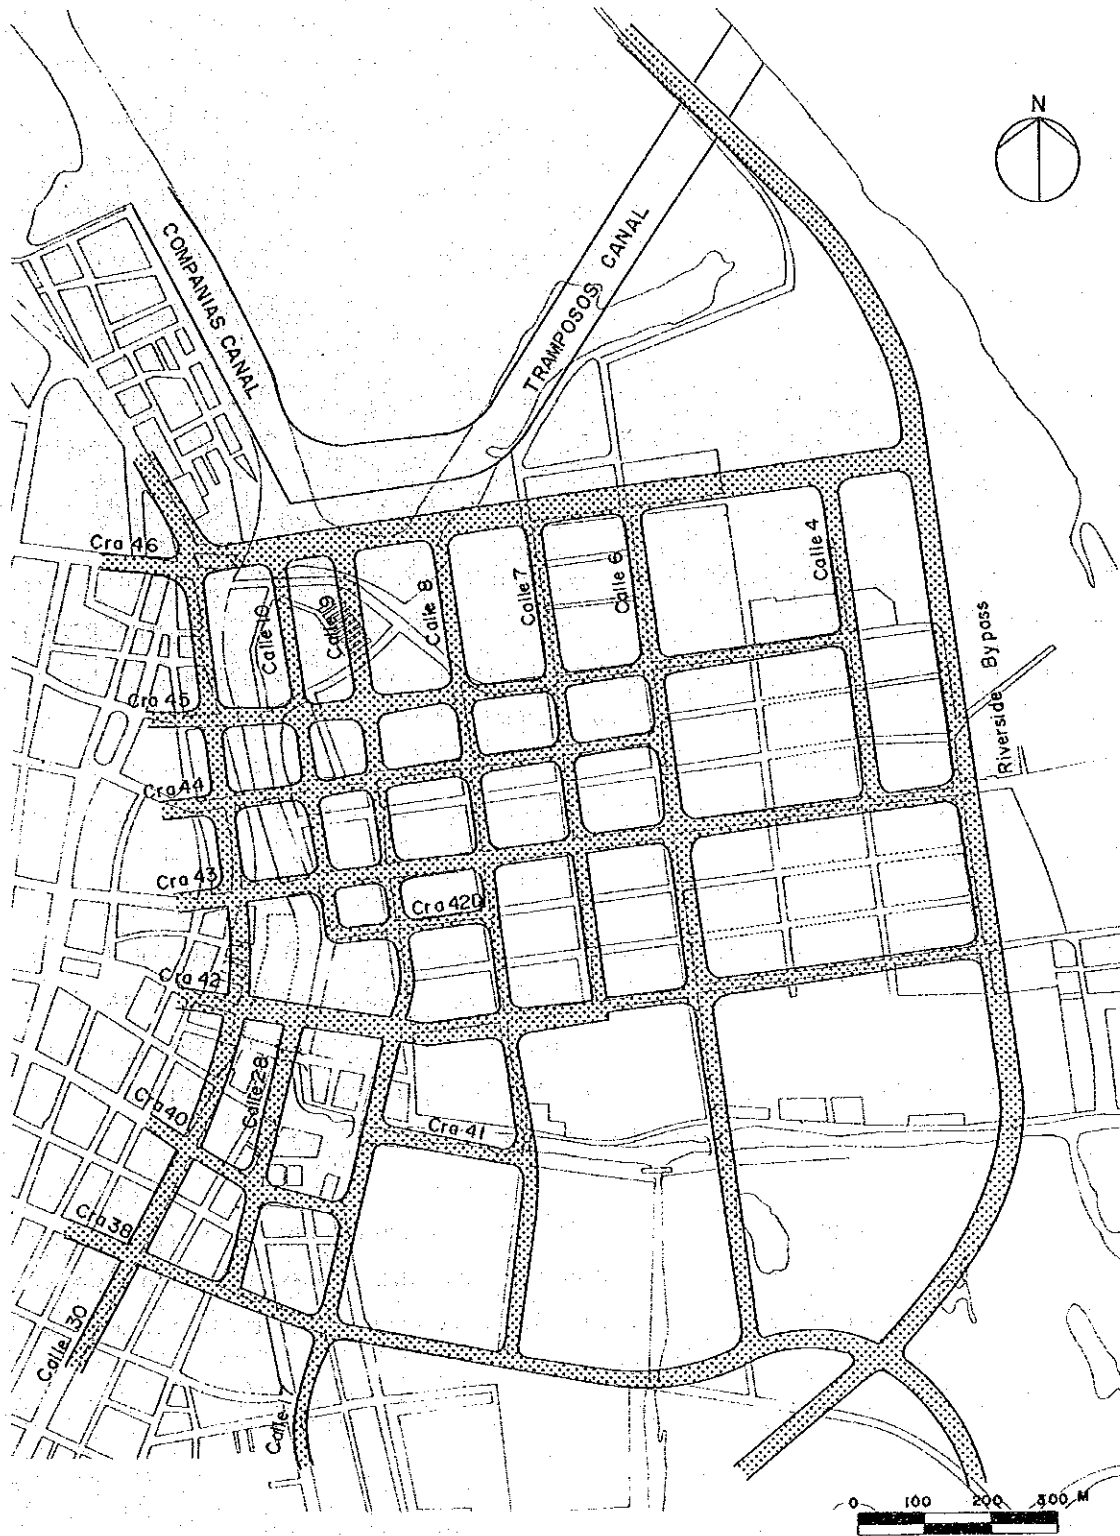 N
COMPANIAS CANAL
TRAMPOSOS CANAL
Cra 46
Calle 10
Calle 9
Calle 8
Calle 7
Calle 6
Calle 4
Riverside Bypass
Cra 45
Cra 44
Cra 43
Cra 42D
Cra 42
Cra 40
Calle 28
Cra 41
Cra 38
Calle 30
Calle 17
0 100 200 300 M